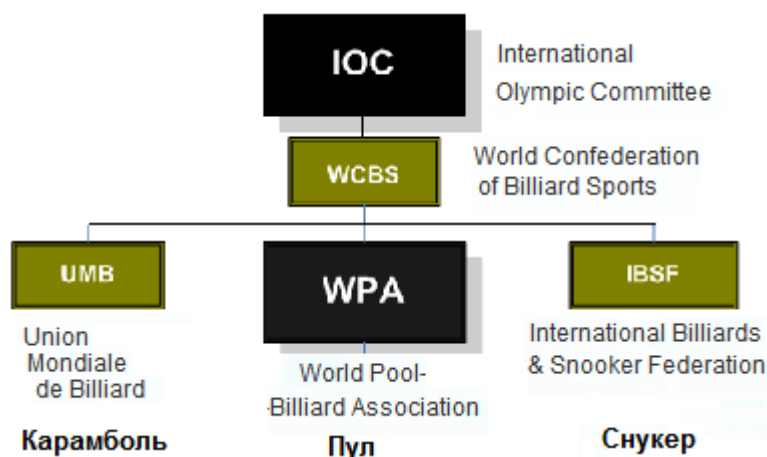 IOC
International
Olympic Committee
WCBS
World Confederation
of Billiard Sports
UMB
WPA
IBSF
Union
Mondiale
de Billiard
World Pool-
-Billiard Association
International Billiards
& Snooker Federation
Карамболь
Пул
Снукер